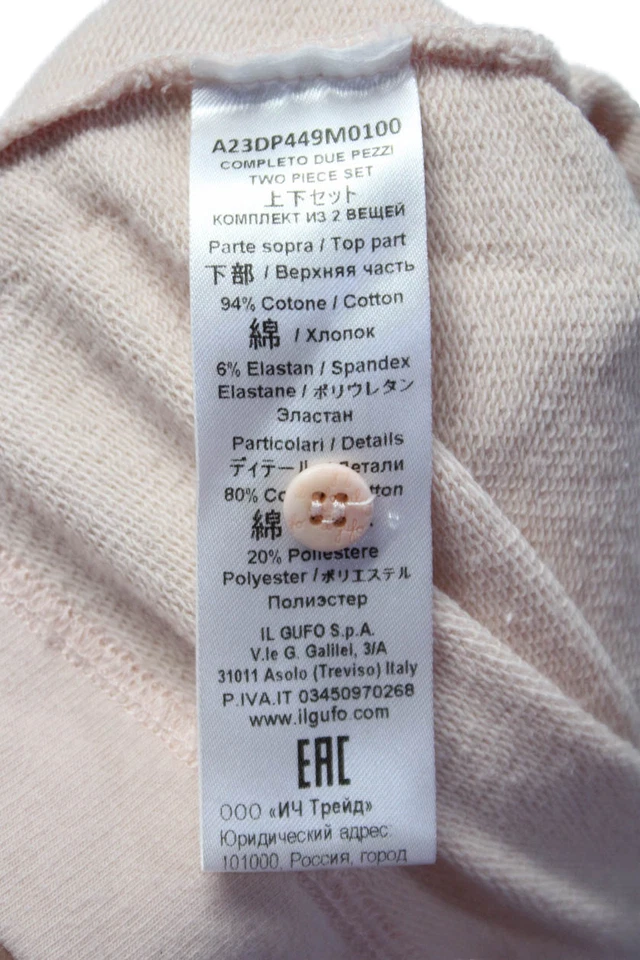 A23DP449M0100
COMPLETO DUE PEZZI
TWO PIECE SET
上下セット
КОМПЛЕКТ ИЗ 2 ВЕЩЕЙ
Parte sopra / Top part
下部 / Верхняя часть
94% Cotone / Cotton
綿 / Хлопок
6% Elastan / Spandex
Elastane / ポリウレタン
Эластан
Particolari / Details
80%
綿
20% Poliestere
Polyester / ポリエステル
Полиэстер
IL GUFO S.p.A.
V.le G. Galilei, 3/A
31011 Asolo (Treviso) Italy
P.IVA.IT 03450970268
www.ilgufo.com
EAC
ООО «ИЧ Трейд»
Юридический адрес:
101000, Россия, город